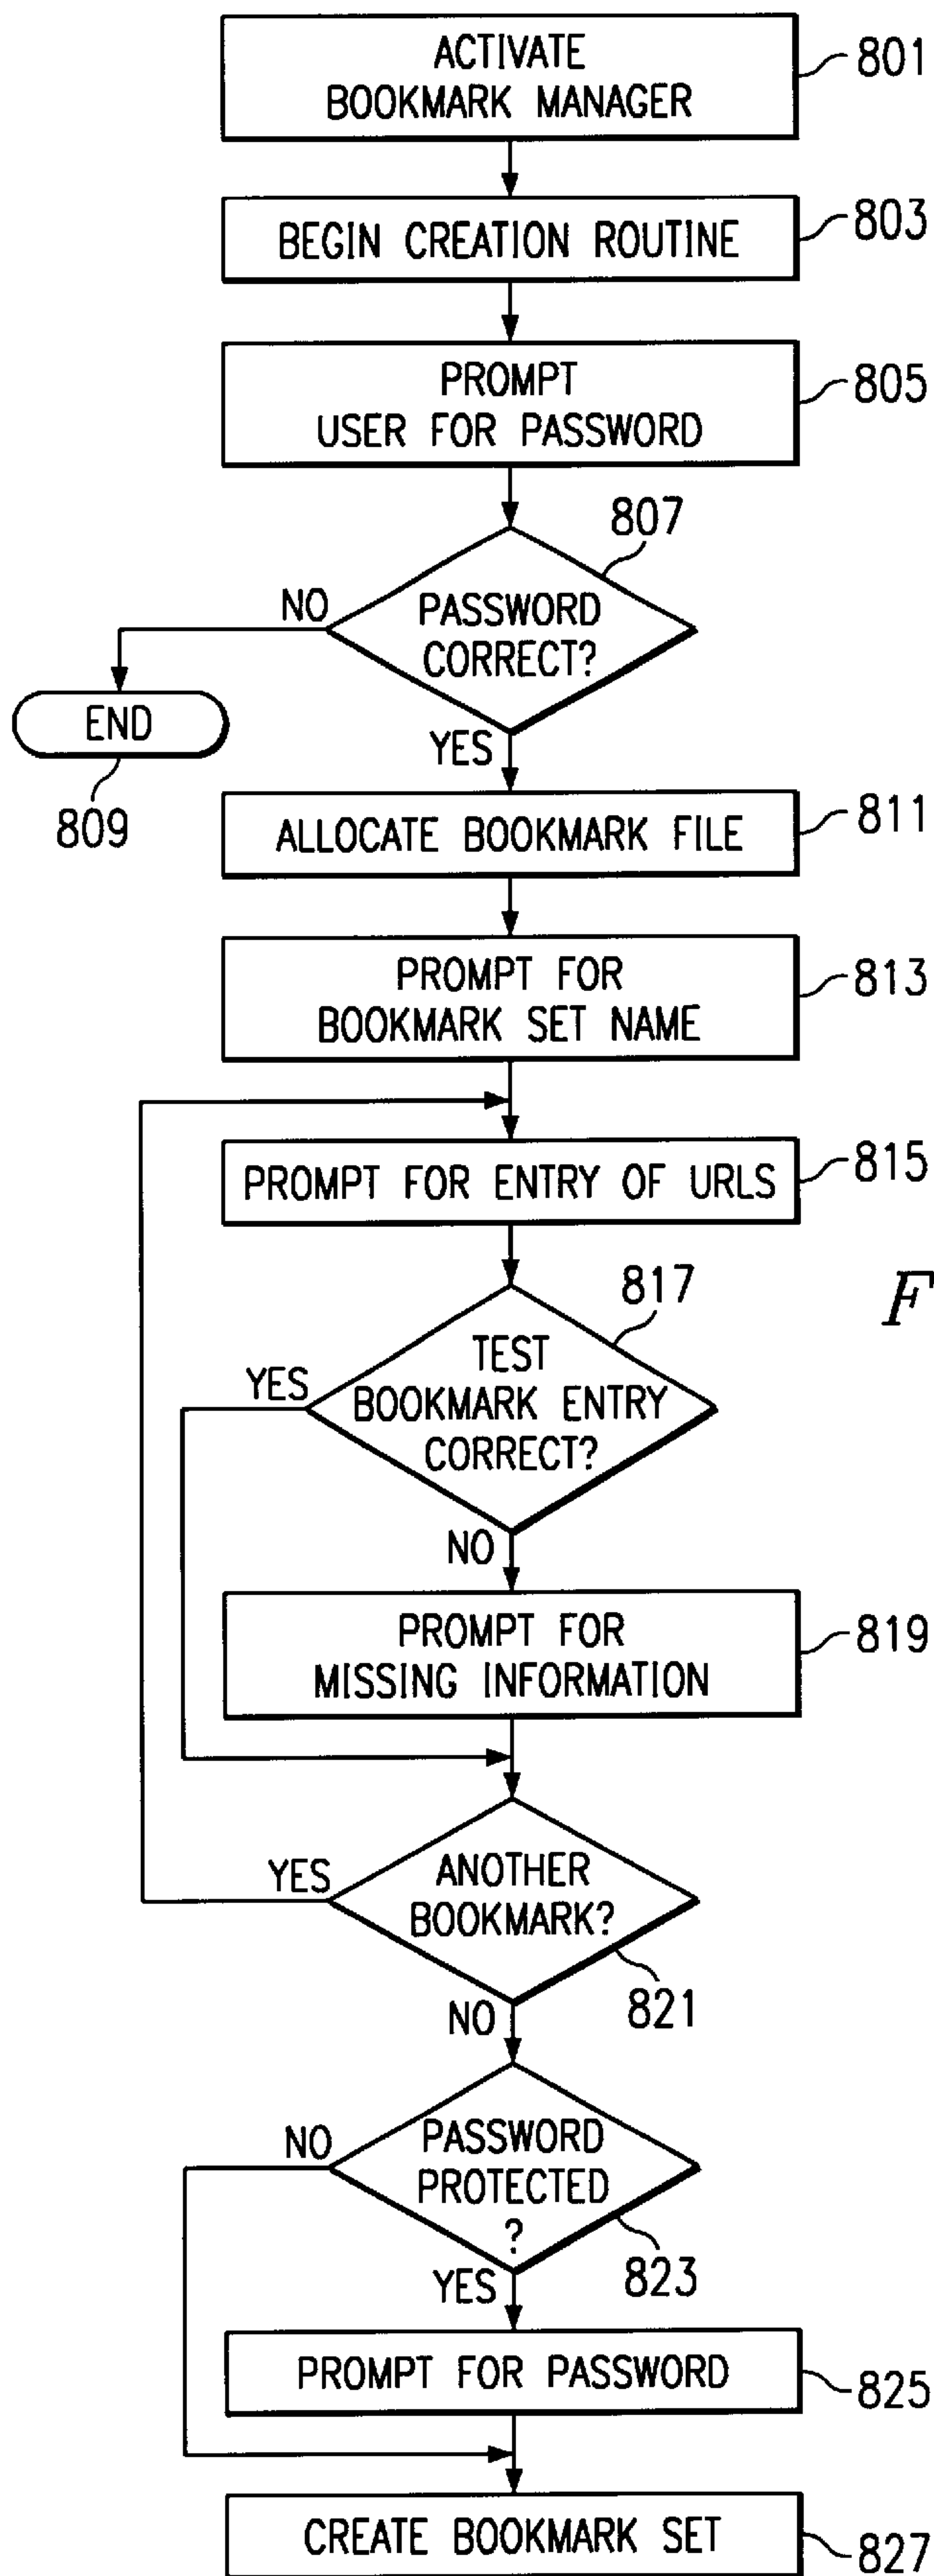 ACTIVATE
BOOKMARK MANAGER
801
BEGIN CREATION ROUTINE
803
PROMPT
USER FOR PASSWORD
805
807
PASSWORD
CORRECT?
NO
END
809
YES
ALLOCATE BOOKMARK FILE
811
PROMPT FOR
BOOKMARK SET NAME
813
PROMPT FOR ENTRY OF URLS
815
F
817
TEST
BOOKMARK ENTRY
CORRECT?
YES
NO
PROMPT FOR
MISSING INFORMATION
819
ANOTHER
BOOKMARK?
YES
821
NO
PASSWORD
PROTECTED
?
NO
823
YES
PROMPT FOR PASSWORD
825
CREATE BOOKMARK SET
827